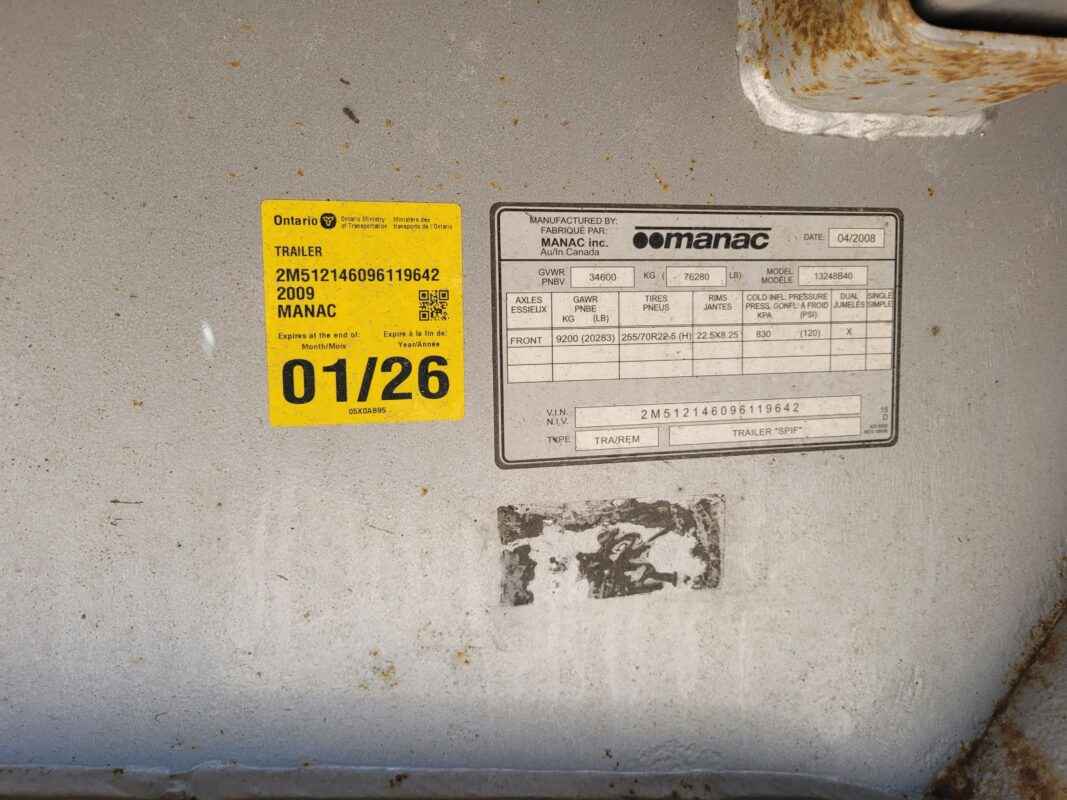 Ontario
Ontario Ministry of Transportation
Ministère des transports de l'Ontario
TRAILER
2M512146096119642
2009
MANAC
Expires at the end of: Month/Mois
Expire à la fin de: Year/Année
01/26
05X0AB95
MANUFACTURED BY:
FABRIQUÉ PAR:
MANAC inc.
Au/In.Canada
manac
DATE: 04/2008
GVWR PNBV 34600 KG ( 76280 LB)
MODEL MODÈLE 13248B40
AXLES ESSIEUX
GAWR PNBE KG (LB)
TIRES PNEUS
RIMS JANTES
COLD INFL: PRESSURE PRESS, GONFL: À FROID KPA (PSI)
DUAL JUMELÉS
SINGLE SIMPLE
FRONT 9200 (20283) 255/70R22.5 (H) 22.5X8.25 830 (120) X
V.I.N. N.I.V. 2M512146096119642
TYPE TRA/REM TRAILER "SPIF"